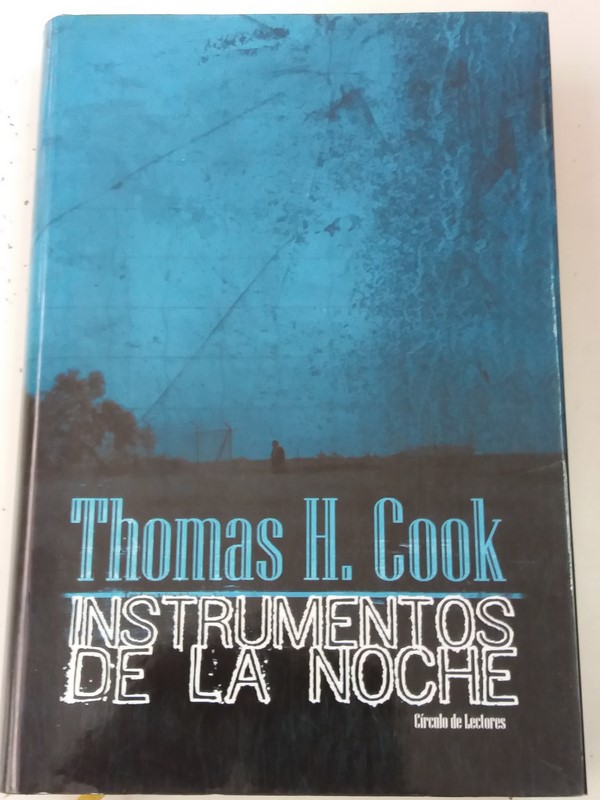 Thomas H. Cook
INSTRUMENTOS
DE LA NOCHE
Círculo de Lectores